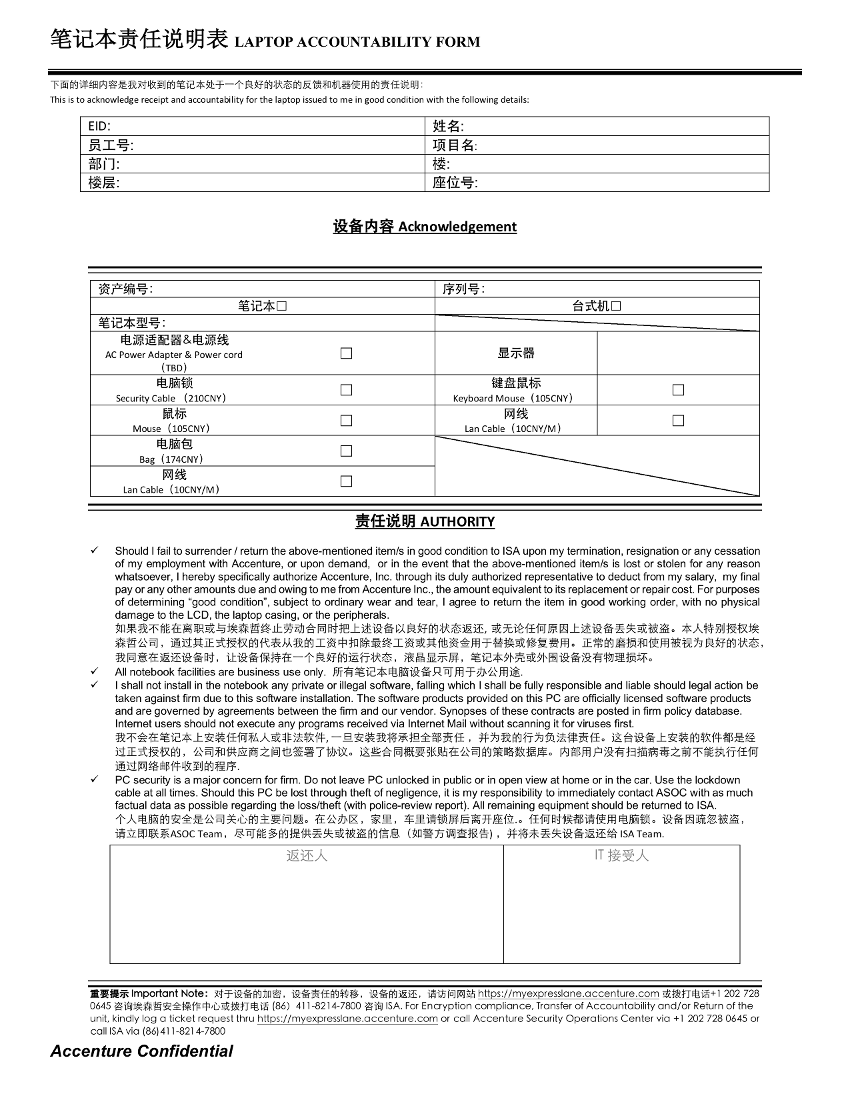 笔记本责任说明表 LAPTOP ACCOUNTABILITY FORM
下面的详细内容是我对收到的笔记本处于一个良好的状态的反馈和机器使用的责任说明:
This is to acknowledge receipt and accountability for the laptop issued to me in good condition with the following details:
EID: 姓名:
员工号: 项目名:
部门: 楼:
楼层: 座位号:
设备内容 Acknowledgement
资产编号: 序列号:
笔记本□ 台式机□
笔记本型号:
电源适配器&电源线
AC Power Adapter & Power cord
（TBD）
□
显示器
电脑锁
Security Cable （210CNY）
□
键盘鼠标
Keyboard Mouse（105CNY）
□
鼠标
Mouse（105CNY）
□
网线
Lan Cable（10CNY/M）
□
电脑包
Bag（174CNY）
□
网线
Lan Cable（10CNY/M）
□
责任说明 AUTHORITY
✓ Should I fail to surrender / return the above-mentioned item/s in good condition to ISA upon my termination, resignation or any cessation
of my employment with Accenture, or upon demand, or in the event that the above-mentioned item/s is lost or stolen for any reason
whatsoever, I hereby specifically authorize Accenture, Inc. through its duly authorized representative to deduct from my salary, my final
pay or any other amounts due and owing to me from Accenture Inc., the amount equivalent to its replacement or repair cost. For purposes
of determining “good condition”, subject to ordinary wear and tear, I agree to return the item in good working order, with no physical
damage to the LCD, the laptop casing, or the peripherals.
如果我不能在离职或与埃森哲终止劳动合同时把上述设备以良好的状态返还, 或无论任何原因上述设备丢失或被盗。本人特别授权埃
森哲公司，通过其正式授权的代表从我的工资中扣除最终工资或其他资金用于替换或修复费用。正常的磨损和使用被视为良好的状态，
我同意在返还设备时，让设备保持在一个良好的运行状态，液晶显示屏，笔记本外壳或外围设备没有物理损坏。
✓ All notebook facilities are business use only. 所有笔记本电脑设备只可用于办公用途.
✓ I shall not install in the notebook any private or illegal software, failing which I shall be fully responsible and liable should legal action be
taken against firm due to this software installation. The software products provided on this PC are officially licensed software products
and are governed by agreements between the firm and our vendor. Synopses of these contracts are posted in firm policy database.
Internet users should not execute any programs received via Internet Mail without scanning it for viruses first.
我不会在笔记本上安装任何私人或非法软件,一旦安装我将承担全部责任，并为我的行为负法律责任。这台设备上安装的软件都是经
过正式授权的，公司和供应商之间也签署了协议。这些合同概要张贴在公司的策略数据库。内部用户没有扫描病毒之前不能执行任何
通过网络邮件收到的程序.
✓ PC security is a major concern for firm. Do not leave PC unlocked in public or in open view at home or in the car. Use the lockdown
cable at all times. Should this PC be lost through theft of negligence, it is my responsibility to immediately contact ASOC with as much
factual data as possible regarding the loss/theft (with police-review report). All remaining equipment should be returned to ISA.
个人电脑的安全是公司关心的主要问题。在公办区，家里，车里请锁屏后离开座位.。任何时候都请使用电脑锁。设备因疏忽被盗，
请立即联系ASOC Team，尽可能多的提供丢失或被盗的信息（如警方调查报告），并将未丢失设备返还给 ISA Team.
返还人 IT 接受人
重要提示 Important Note：对于设备的加密，设备责任的转移，设备的返还，请访问网站 https://myexpresslane.accenture.com 或拨打电话+1 202 728
0645 咨询埃森哲安全操作中心或拨打电话 (86）411-8214-7800 咨询 ISA. For Encryption compliance, Transfer of Accountability and/or Return of the
unit, kindly log a ticket request thru https://myexpresslane.accenture.com or call Accenture Security Operations Center via +1 202 728 0645 or
call ISA via (86)411-8214-7800
Accenture Confidential